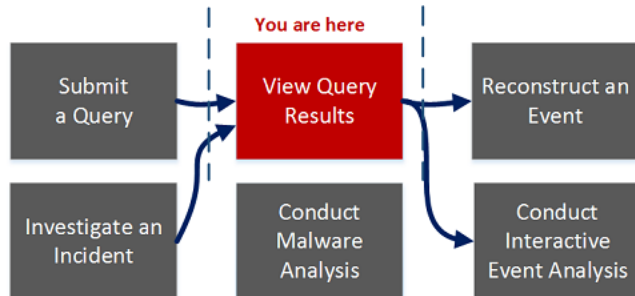 You are here
Submit
a Query
View Query
Results
Reconstruct an
Event
Investigate an
Incident
Conduct
Malware
Analysis
Conduct
Interactive
Event Analysis